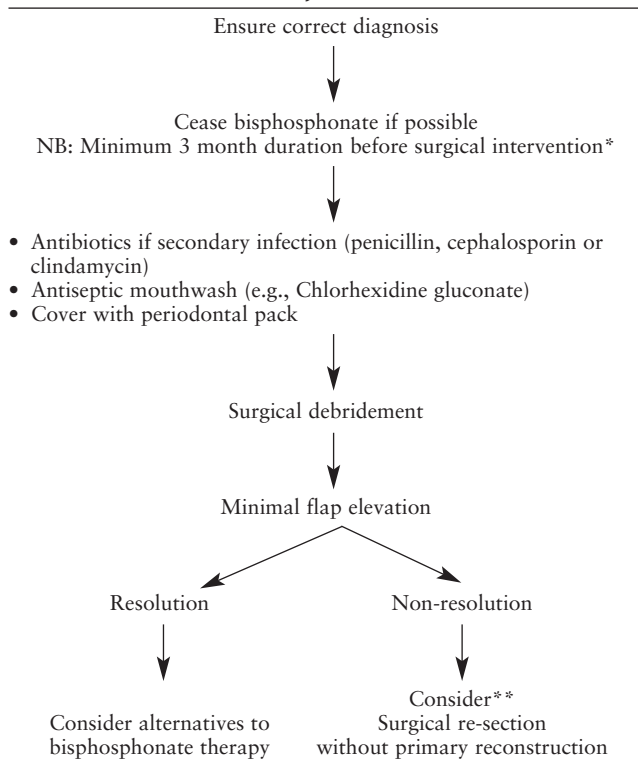 Ensure correct diagnosis
Cease bisphosphonate if possible
NB: Minimum 3 month duration before surgical intervention*
• Antibiotics if secondary infection (penicillin, cephalosporin or
clindamycin)
• Antiseptic mouthwash (e.g., Chlorhexidine gluconate)
• Cover with periodontal pack
Surgical debridement
Minimal flap elevation
Resolution
Non-resolution
Consider alternatives to
bisphosphonate therapy
Consider**
Surgical re-section
without primary reconstruction